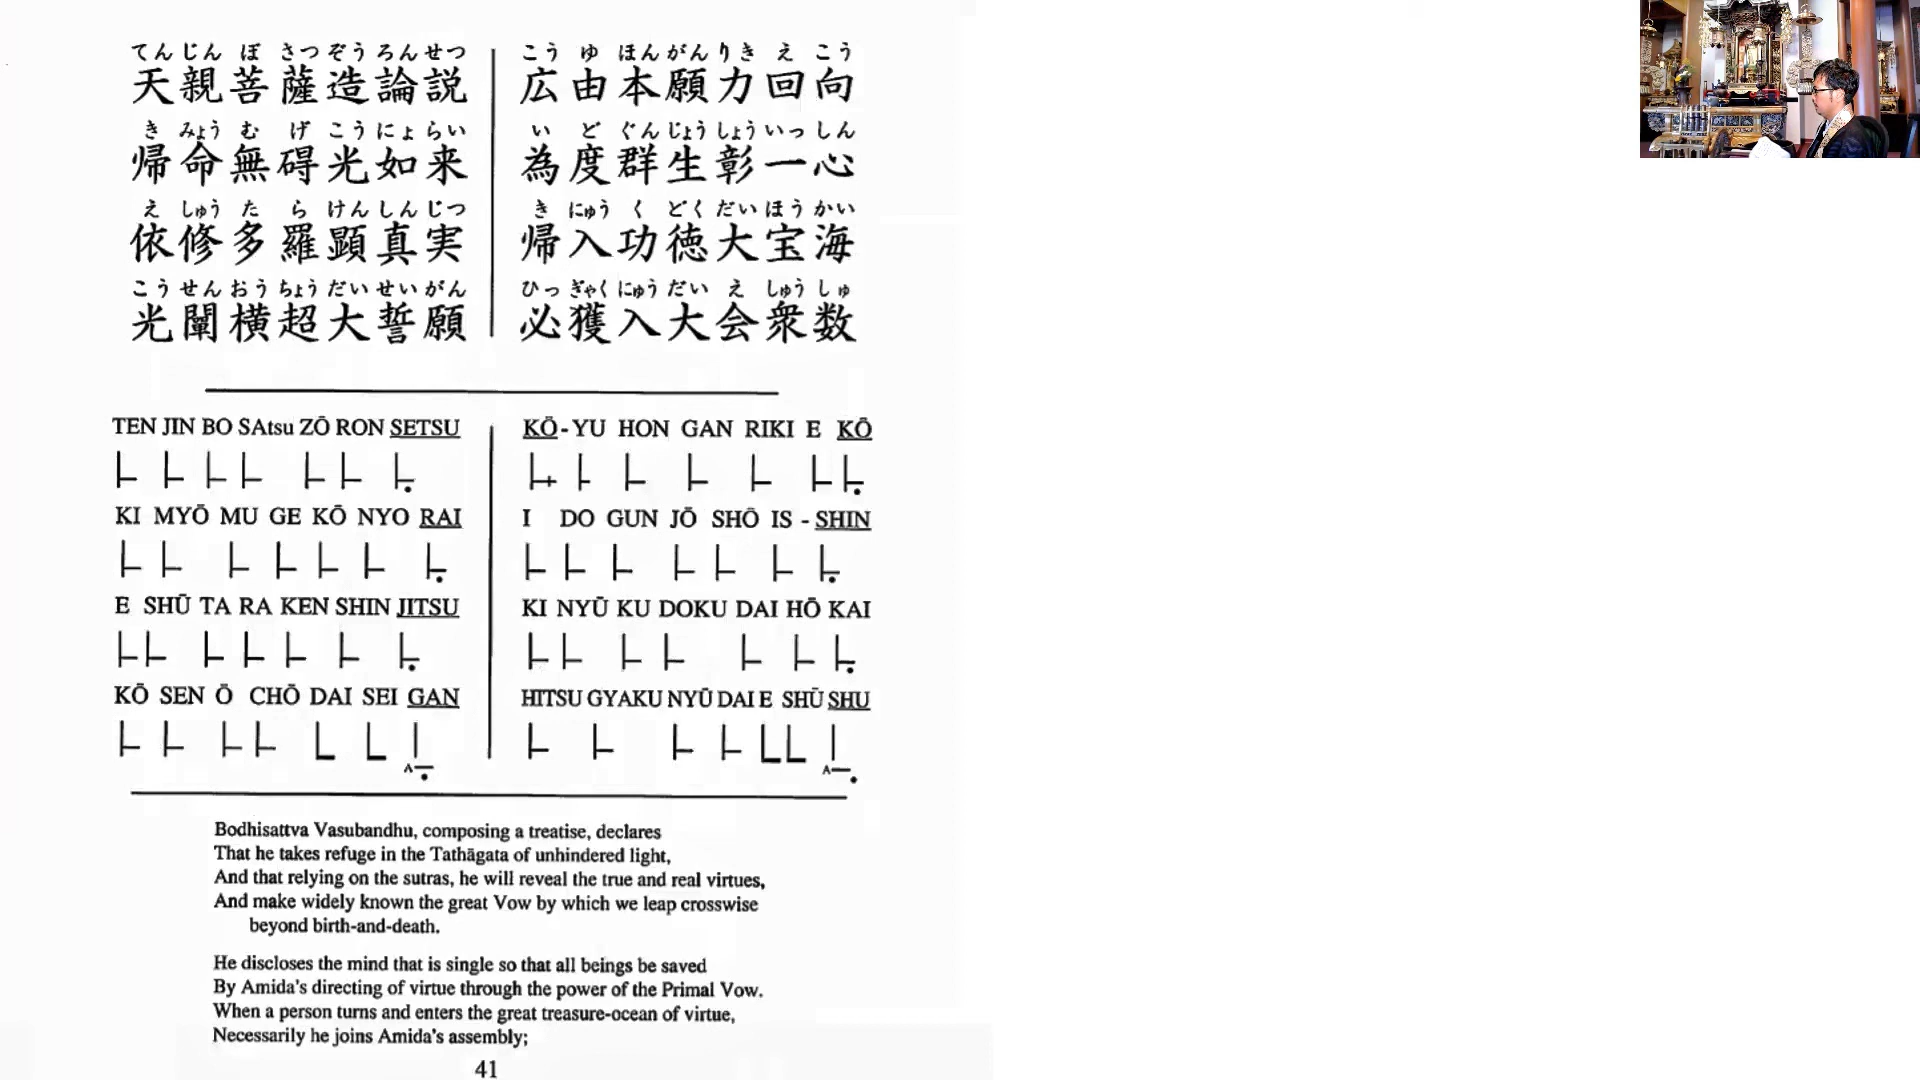 てんじんぼさつぞうろんせつ
天親菩薩造論説
きみょうむげこうにょらい
帰命無碍光如来
えしゅうたらけんしんじつ
依修多羅顕真実
こうせんおうちょうだいせいがん
光闡横超大誓願
こうゆほんがんりきえこう
広由本願力回向
いどぐんじょうしょういっしん
為度群生彰一心
きにゅうくどくだいほうかい
帰入功徳大宝海
ひつぎゃくにゅうだいえしゅうしゅ
必獲入大会衆数
TEN JIN BO SAtsu ZŌ RON SETSU
KI MYŌ MU GE KŌ NYO RAI
E SHŪ TA RA KEN SHIN JITSU
KŌ SEN Ō CHŌ DAI SEI GAN
A
KŌ-YU HON GAN RIKI E KŌ
I DO GUN JŌ SHŌ IS - SHIN
KI NYŪ KU DOKU DAI HŌ KAI
HITSU GYAKU NYŪ DAI E SHŪ SHU
A
Bodhisattva Vasubandhu, composing a treatise, declares
That he takes refuge in the Tathāgata of unhindered light,
And that relying on the sutras, he will reveal the true and real virtues,
And make widely known the great Vow by which we leap crosswise
beyond birth-and-death.
He discloses the mind that is single so that all beings be saved
By Amida's directing of virtue through the power of the Primal Vow.
When a person turns and enters the great treasure-ocean of virtue,
Necessarily he joins Amida's assembly;
41